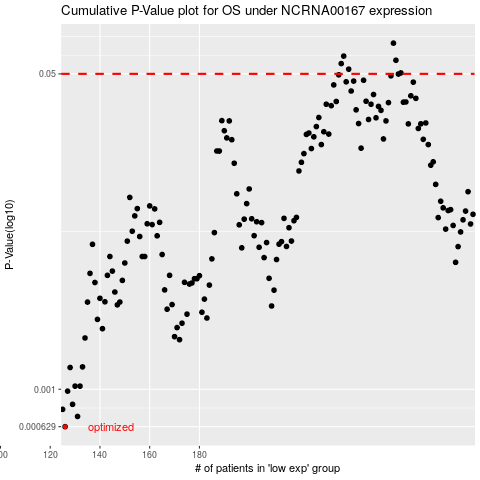 Cumulative P-Value plot for OS under NCRNA00167 expression
P-Value(log10)
0.05
0.001
0.000629
optimized
00 120 140 160 180
# of patients in 'low exp' group